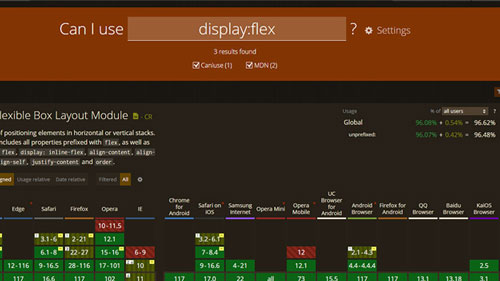 Can I use display:flex ? Settings
3 results found
Caniuse (1) MDN (2)
lexible Box Layout Module - CR
of positioning elements in horizontal or vertical stacks.
cludes all properties prefixed with flex, as well as
flex, display: inline-flex, align-content, align-
ign-self, justify-content and order.
Usage % of all users ?
Global 96.08% + 0.54% = 96.62%
unprefixed: 96.07% + 0.42% = 96.48%
igned Usage relative Date relative Filtered All
Edge Safari Firefox Opera IE
Chrome for Android Safari on iOS Samsung Internet Opera Mini Opera Mobile UC Browser for Android Android Browser Firefox for Android QQ Browser Baidu Browser KaiOS Browser
10-11.5
3.1-6 2-21 12.1 3.2-6.1
6.1-8 22-27 15-16 6-9 7-8.4 12 2.1-4.3
12-116 9-16.5 28-116 17-101 10 9-16.6 4-21 12.1 4.4-4.4.4 2.5
117 16.6 117 102 11 117 17.0 22 all 73 15.5 117 117 13.1 13.18 3.1